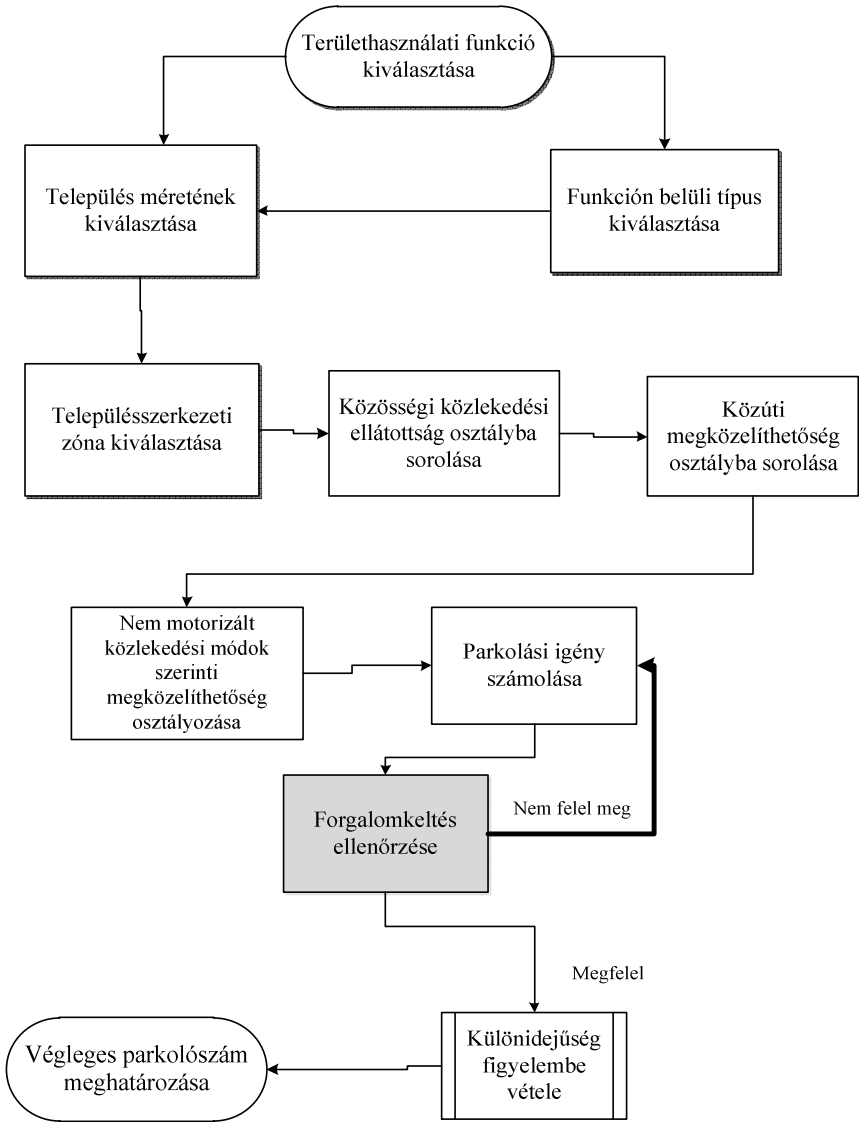 Területhasználati funkció
kiválasztása
Település méretének
kiválasztása
Funkción belüli típus
kiválasztása
Településszerkezeti
zóna kiválasztása
Közösségi közlekedési
ellátottság osztályba
sorolása
Közúti
megközelíthetőség
osztályba sorolása
Nem motorizált
közlekedési módok
szerinti
megközelíthetőség
osztályozása
Parkolási igény
számolása
Forgalomkeltés
ellenőrzése
Nem felel meg
Megfelel
Különidejűség
figyelembe
vétele
Végleges parkolószám
meghatározása